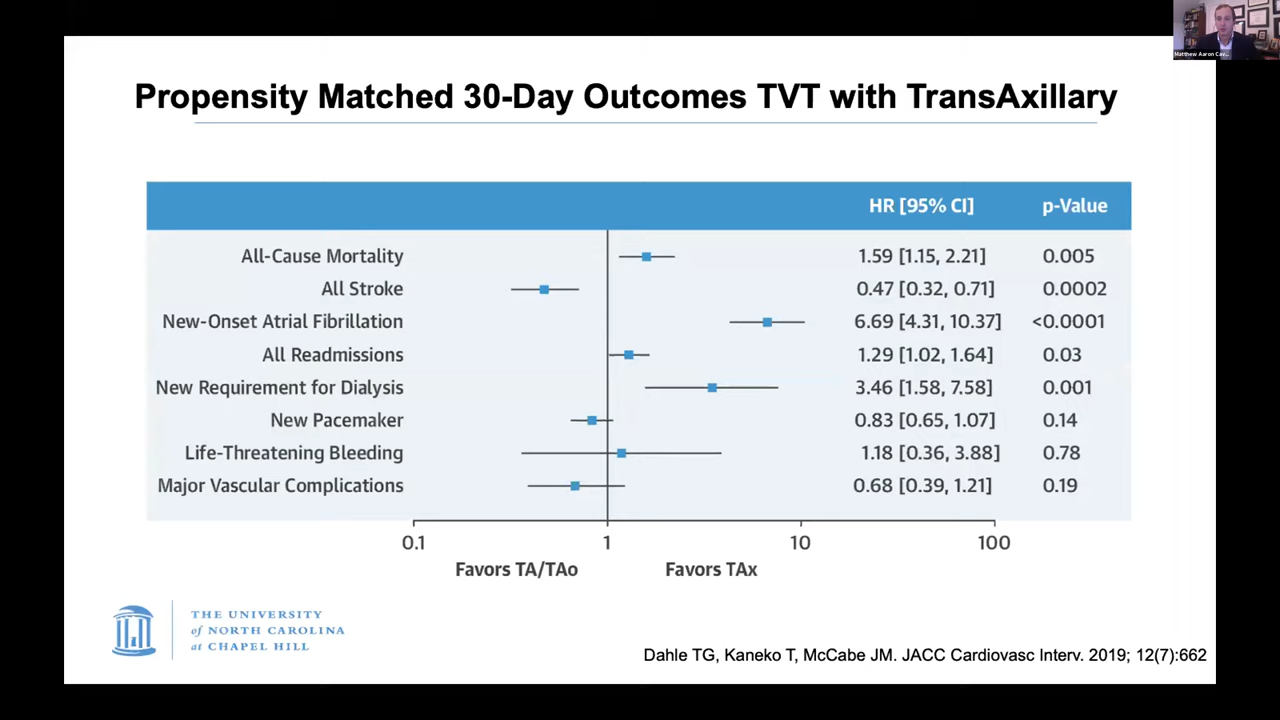 Matthew Aaron Cav...
Propensity Matched 30-Day Outcomes TVT with TransAxillary
HR [95% CI] p-Value
All-Cause Mortality 1.59 [1.15, 2.21] 0.005
All Stroke 0.47 [0.32, 0.71] 0.0002
New-Onset Atrial Fibrillation 6.69 [4.31, 10.37] <0.0001
All Readmissions 1.29 [1.02, 1.64] 0.03
New Requirement for Dialysis 3.46 [1.58, 7.58] 0.001
New Pacemaker 0.83 [0.65, 1.07] 0.14
Life-Threatening Bleeding 1.18 [0.36, 3.88] 0.78
Major Vascular Complications 0.68 [0.39, 1.21] 0.19
0.1 1 10 100
Favors TA/TAo Favors TAx
THE UNIVERSITY
of NORTH CAROLINA
at CHAPEL HILL
Dahle TG, Kaneko T, McCabe JM. JACC Cardiovasc Interv. 2019; 12(7):662